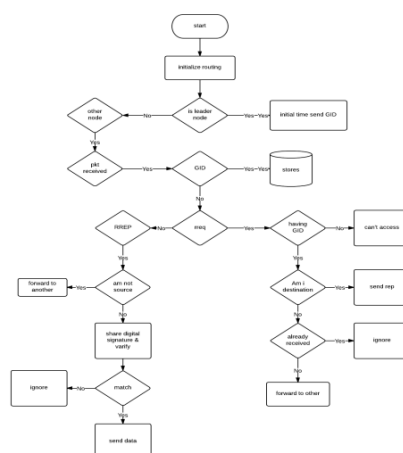 start
initialize routing
other
node
No
is leader
node
Yes
Yes
initial time send GID
Yes
pkt
received
Yes
GID
Yes
Yes
stores
No
RREP
No
rreq
Yes
having
GID
No
can't access
Yes
Yes
forward to
another
Yes
am not
source
Am i
destination
Yes
send rep
No
No
share digital
signature &
varify
already
received
Yes
ignore
ignore
No
match
No
forward to other
Yes
send data